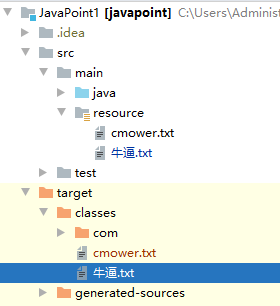 JavaPoint1 [javapoint] C:\Users\Adminis
.idea
src
main
java
resource
cmower.txt
牛逼.txt
test
target
classes
com
cmower.txt
牛逼.txt
generated-sources